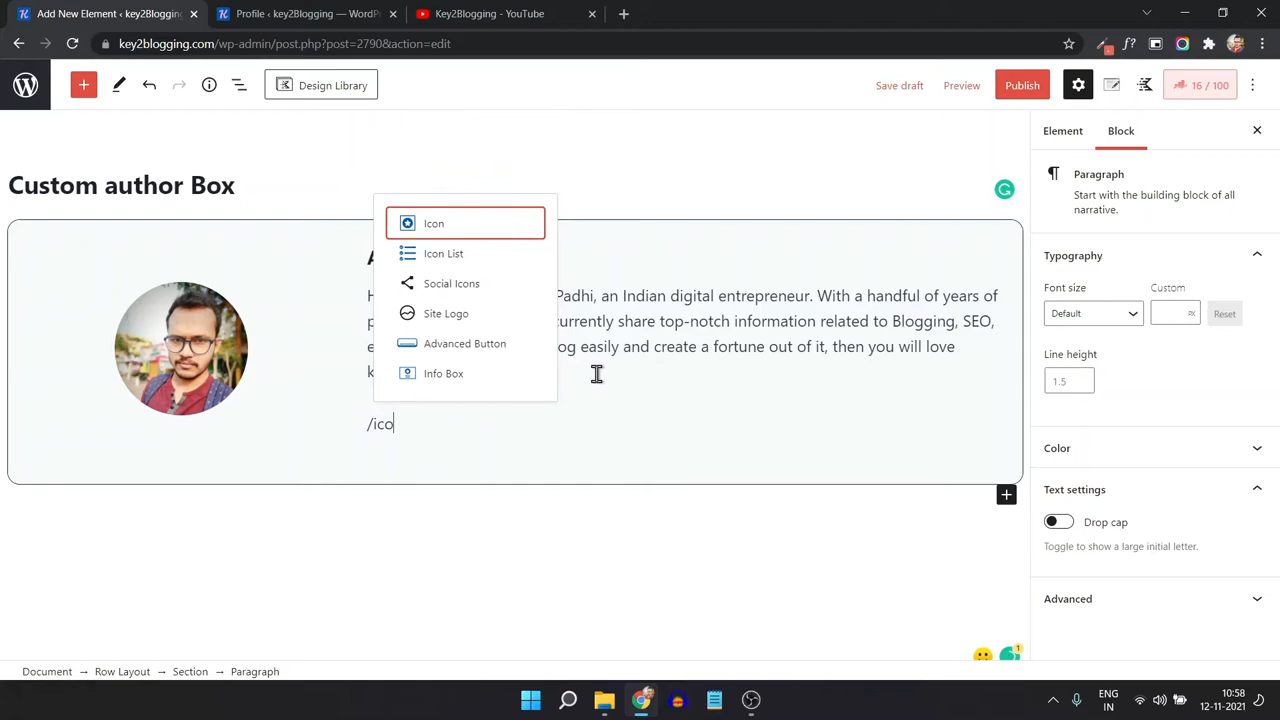 Add New Element ‹ key2Blogging
Profile ‹ key2Blogging — WordP
Key2Blogging - YouTube
key2blogging.com/wp-admin/post.php?post=2790&action=edit
Design Library
Save draft
Preview
Publish
16 / 100
Custom author Box
Element
Block
Paragraph
Start with the building block of all
narrative.
Typography
Font size
Custom
Default
PX
Reset
Line height
1.5
Color
Text settings
Drop cap
Toggle to show a large initial letter.
Advanced
Icon
Icon List
Social Icons
Site Logo
Advanced Button
Info Box
Padhi, an Indian digital entrepreneur. With a handful of years of
currently share top-notch information related to Blogging, SEO,
og easily and create a fortune out of it, then you will love
/ico
1
Document → Row Layout → Section → Paragraph
ENG
IN
10:58
12-11-2021